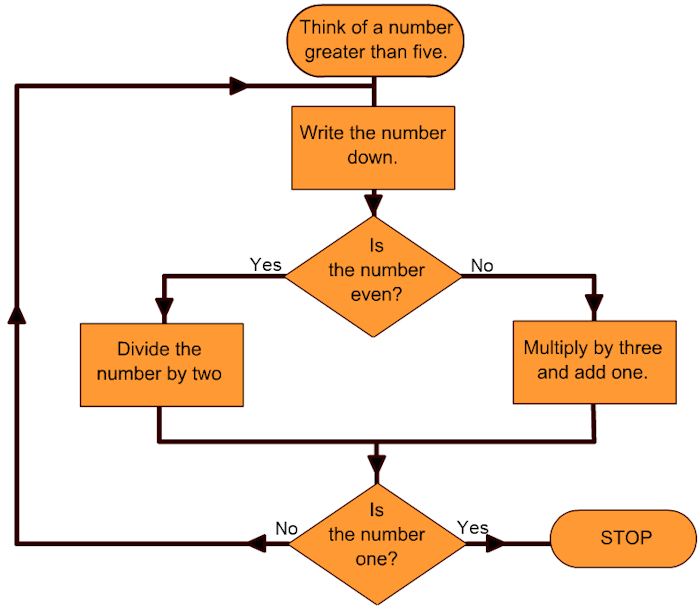 Think of a number
greater than five.
Write the number
down.
Is
the number
even?
Yes
No
Divide the
number by two
Multiply by three
and add one.
Is
the number
one?
No
Yes
STOP